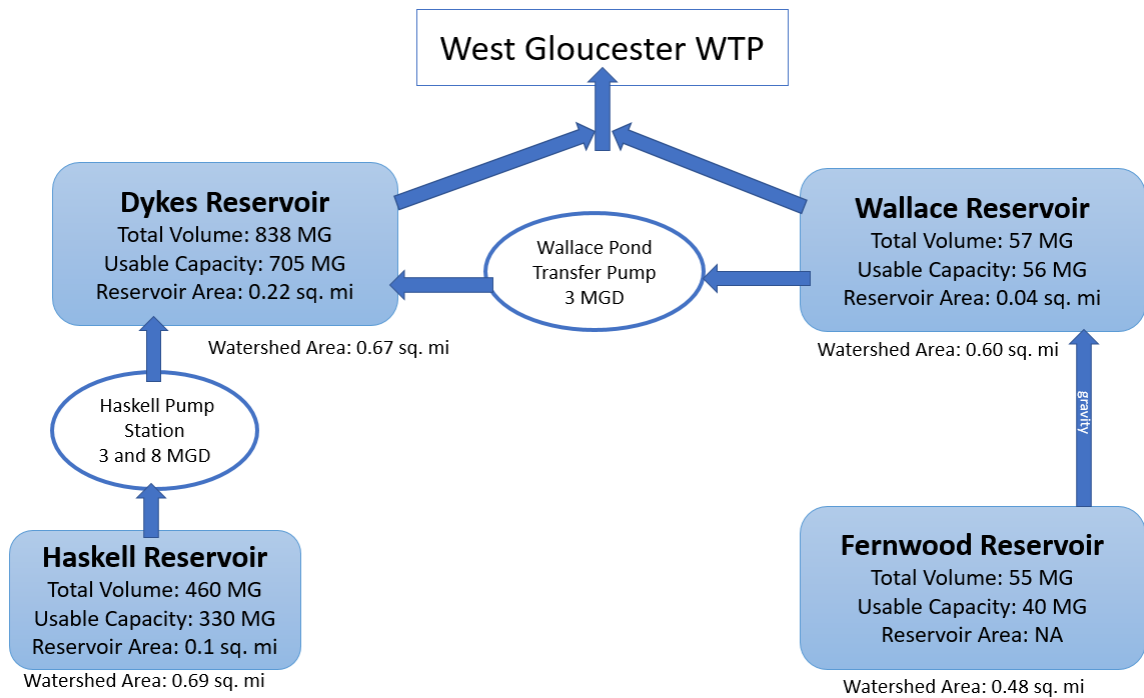 West Gloucester WTP
Dykes Reservoir
Total Volume: 838 MG
Usable Capacity: 705 MG
Reservoir Area: 0.22 sq. mi
Watershed Area: 0.67 sq. mi
Wallace Pond
Transfer Pump
3 MGD
Wallace Reservoir
Total Volume: 57 MG
Usable Capacity: 56 MG
Reservoir Area: 0.04 sq. mi
Watershed Area: 0.60 sq. mi
Haskell Pump
Station
3 and 8 MGD
gravity
Haskell Reservoir
Total Volume: 460 MG
Usable Capacity: 330 MG
Reservoir Area: 0.1 sq. mi
Watershed Area: 0.69 sq. mi
Fernwood Reservoir
Total Volume: 55 MG
Usable Capacity: 40 MG
Reservoir Area: NA
Watershed Area: 0.48 sq. mi